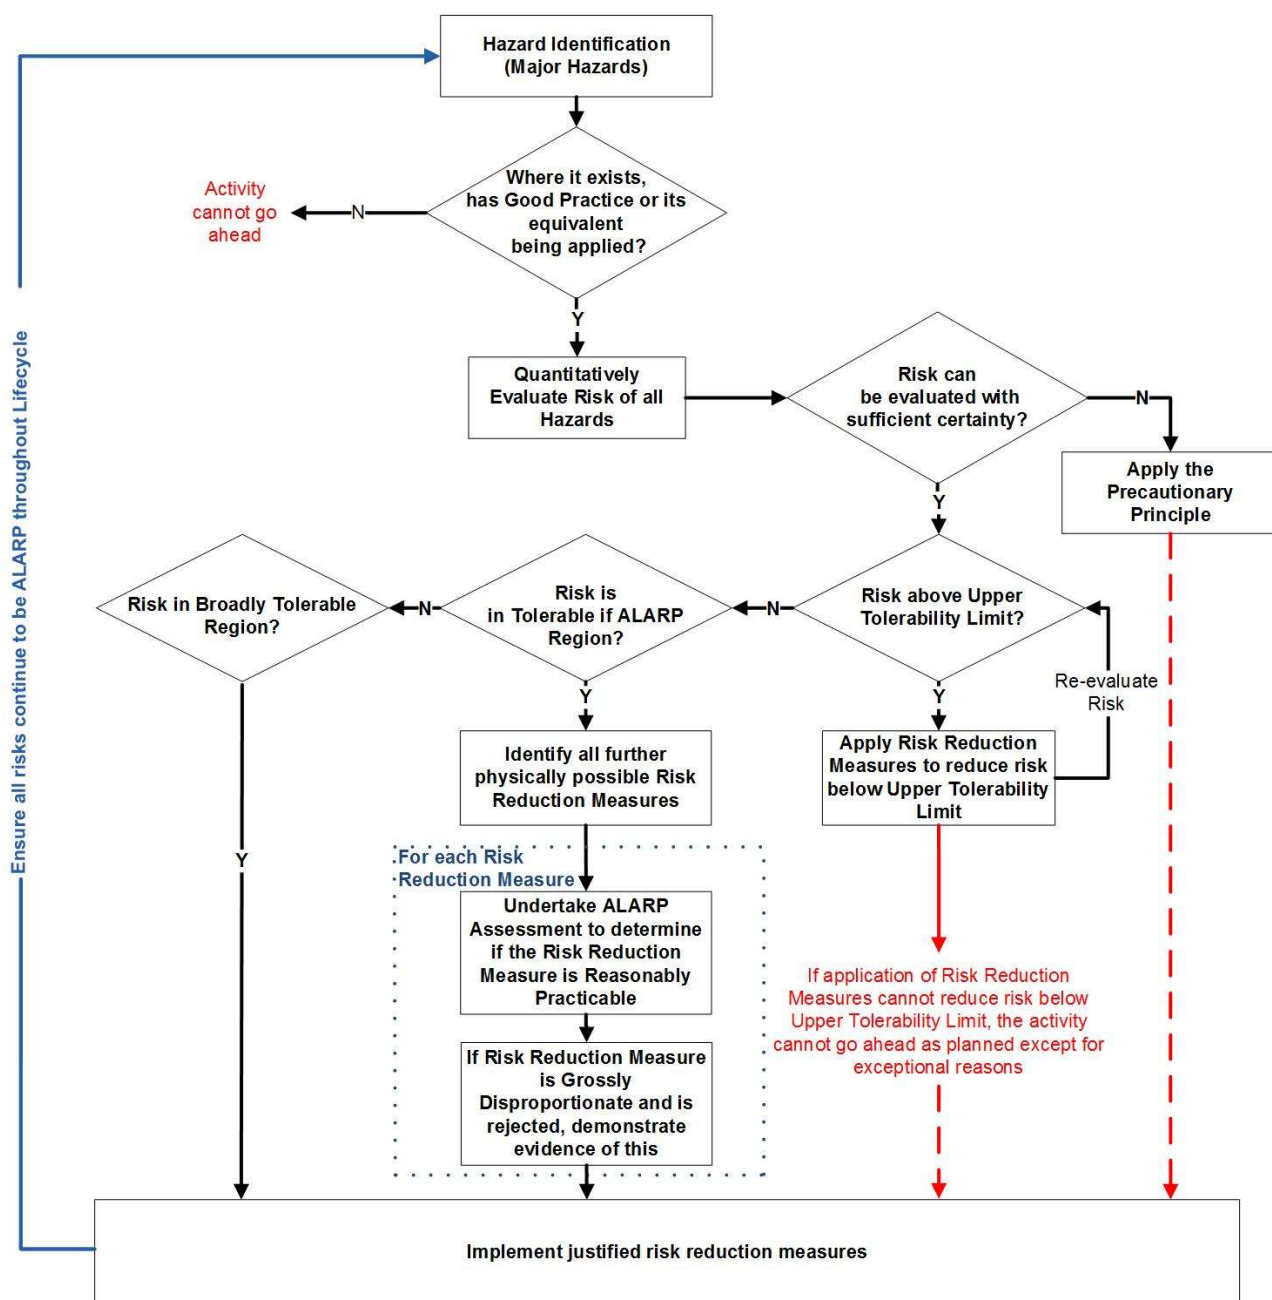 Hazard Identification
(Major Hazards)
Where it exists,
has Good Practice or its
equivalent
being applied?
N
Activity
cannot go
ahead
Y
Quantitatively
Evaluate Risk of all
Hazards
Risk can
be evaluated with
sufficient certainty?
N
Apply the
Precautionary
Principle
Y
Risk above Upper
Tolerability Limit?
N
Risk is
in Tolerable if ALARP
Region?
N
Risk in Broadly Tolerable
Region?
Y
Y
Apply Risk Reduction
Measures to reduce risk
below Upper Tolerability
Limit
Re-evaluate
Risk
If application of Risk Reduction
Measures cannot reduce risk below
Upper Tolerability Limit, the activity
cannot go ahead as planned except for
exceptional reasons
Y
Identify all further
physically possible Risk
Reduction Measures
For each Risk
Reduction Measure
Undertake ALARP
Assessment to determine
if the Risk Reduction
Measure is Reasonably
Practicable
If Risk Reduction Measure
is Grossly
Disproportionate and is
rejected, demonstrate
evidence of this
Implement justified risk reduction measures
Ensure all risks continue to be ALARP throughout Lifecycle